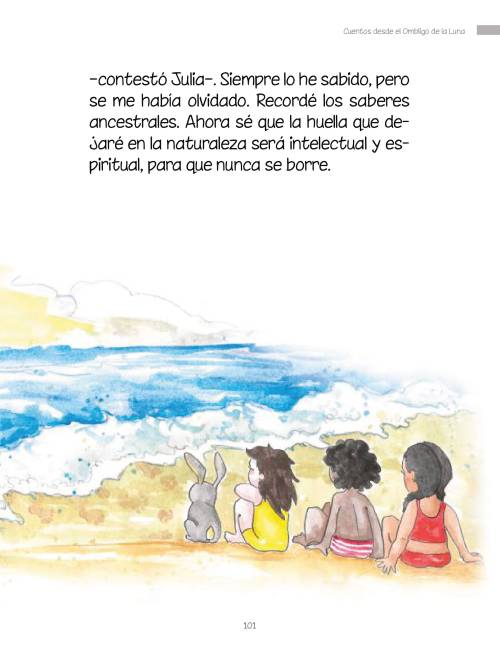 Cuentos desde el Ombligo de la Luna
-contestó Julia-. Siempre lo he sabido, pero
se me había olvidado. Recordé los saberes
ancestrales. Ahora sé que la huella que de-
jaré en la naturaleza será intelectual y es-
piritual, para que nunca se borre.
101